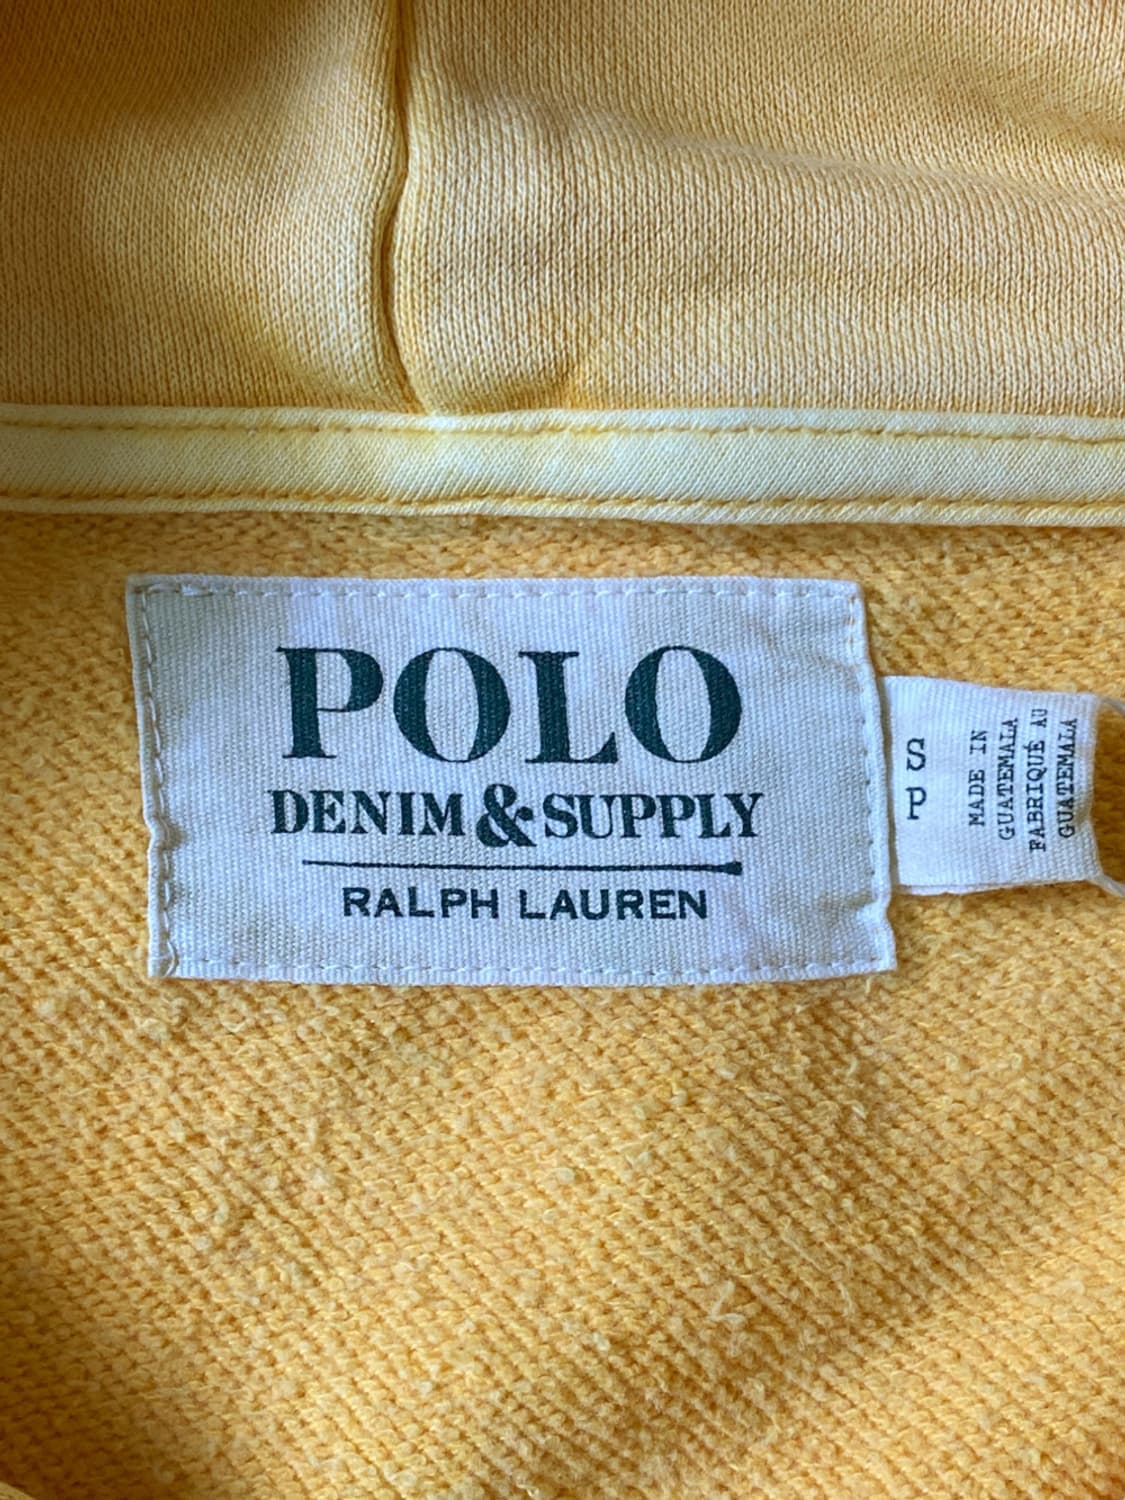 POLO
DENIM & SUPPLY
RALPH LAUREN
S
P
MADE IN
GUATEMALA
FABRIQUÉ AU
GUATEMALA